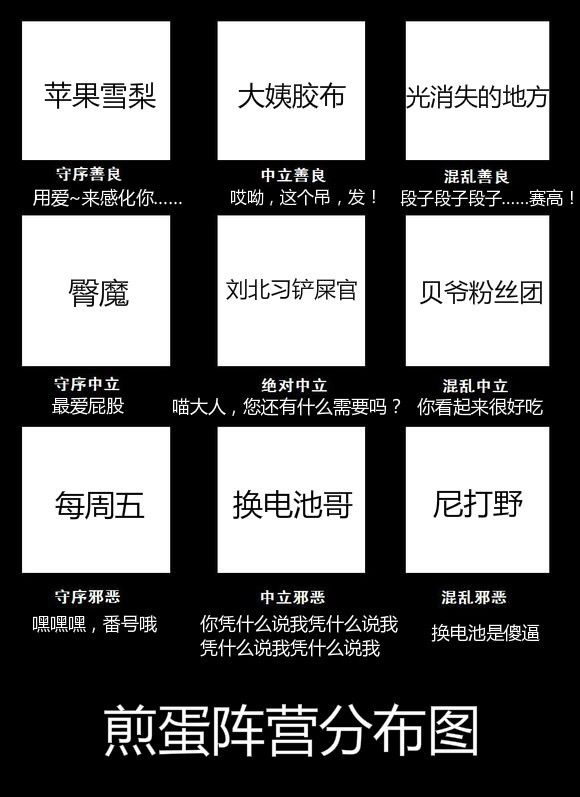 苹果雪梨
大姨胶布
光消失的地方
守序善良
中立善良
混乱善良
用爱~来感化你……
哎呦，这个吊，发！
段子段子段子……赛高！
臀魔
刘北习铲屎官
贝爷粉丝团
守序中立
绝对中立
混乱中立
最爱屁股
喵大人，您还有什么需要吗？
你看起来很好吃
每周五
换电池哥
尼打野
守序邪恶
中立邪恶
混乱邪恶
嘿嘿嘿，番号哦
你凭什么说我凭什么说我
凭什么说我凭什么说我
换电池是傻逼
煎蛋阵营分布图